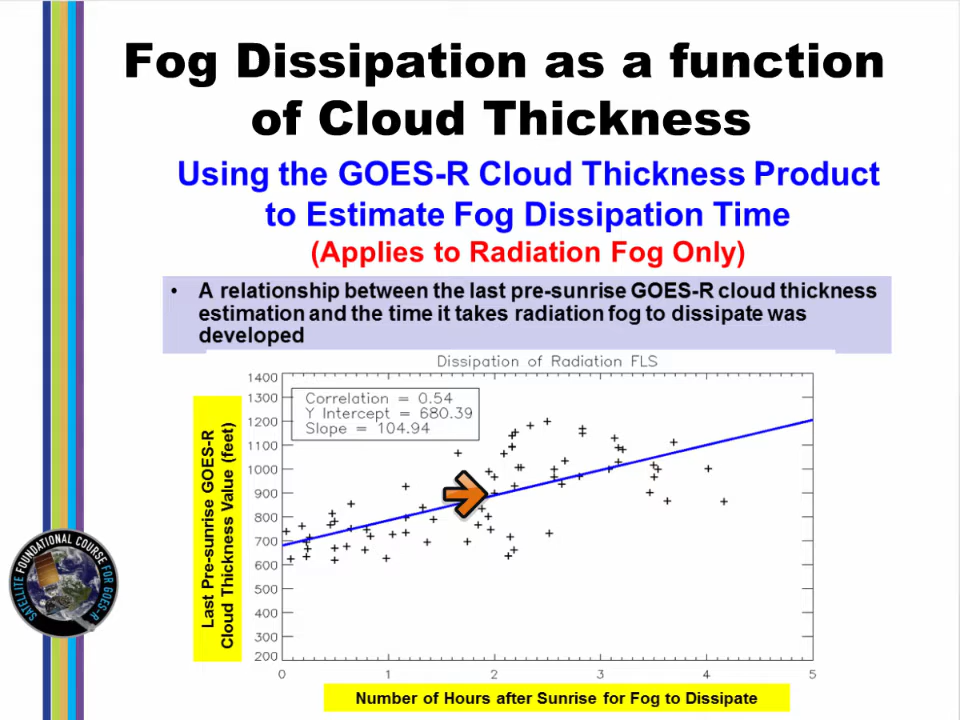 Fog Dissipation as a function
of Cloud Thickness
Using the GOES-R Cloud Thickness Product
to Estimate Fog Dissipation Time
(Applies to Radiation Fog Only)
• A relationship between the last pre-sunrise GOES-R cloud thickness
estimation and the time it takes radiation fog to dissipate was
developed
Dissipation of Radiation FLS
Correlation = 0.54
Y Intercept = 680.39
Slope = 104.94
1400
1300
1200
1100
1000
900
800
700
600
500
400
300
200
0 1 2 3 4 5
Last Pre-sunrise GOES-R
Cloud Thickness Value (feet)
Number of Hours after Sunrise for Fog to Dissipate
SATELLITE FOUNDATIONAL COURSE FOR GOES-R